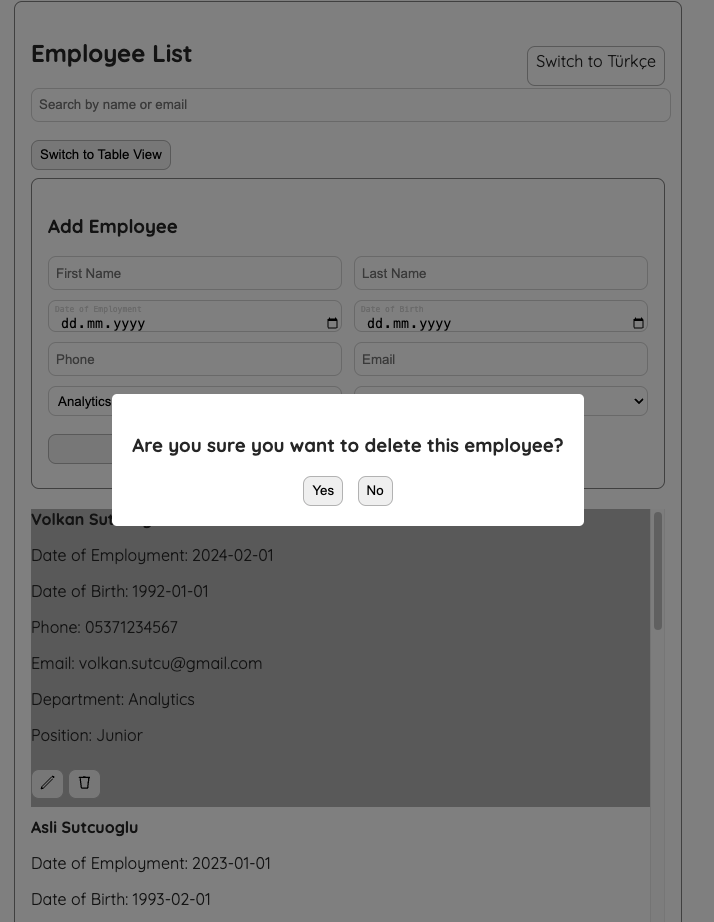 Employee List
Switch to Türkçe
Search by name or email
Switch to Table View
Add Employee
First Name
Last Name
Date of Employment
dd.mm.yyyy
Date of Birth
dd.mm.yyyy
Phone
Email
Analytics
Are you sure you want to delete this employee?
Yes
No
Volkan
Date of Employment: 2024-02-01
Date of Birth: 1992-01-01
Phone: 05371234567
Email: volkan.sutcu@gmail.com
Department: Analytics
Position: Junior
Asli Sutcuoglu
Date of Employment: 2023-01-01
Date of Birth: 1993-02-01